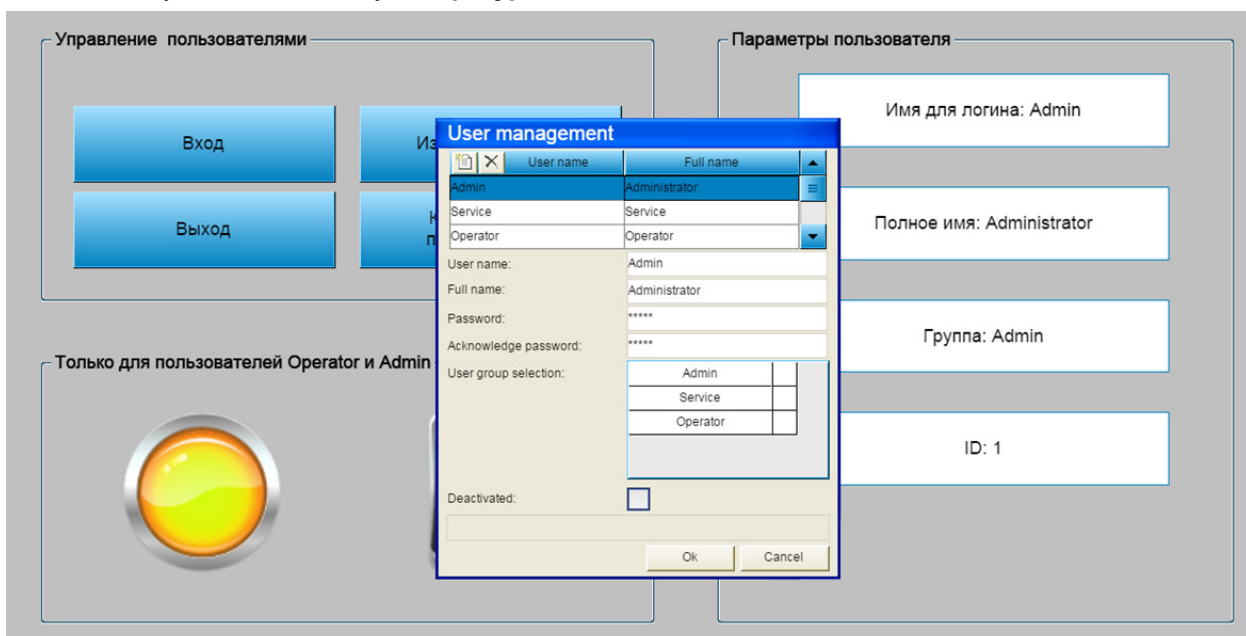 Управление пользователями
Вход
Выход
Только для пользователей Operator и Admin
User management
User name Full name
Admin Administrator
Service Service
Operator Operator
User name: Admin
Full name: Administrator
Password: *****
Acknowledge password: *****
User group selection: Admin
Service
Operator
Deactivated:
Ok Cancel
Параметры пользователя
Имя для логина: Admin
Полное имя: Administrator
Группа: Admin
ID: 1